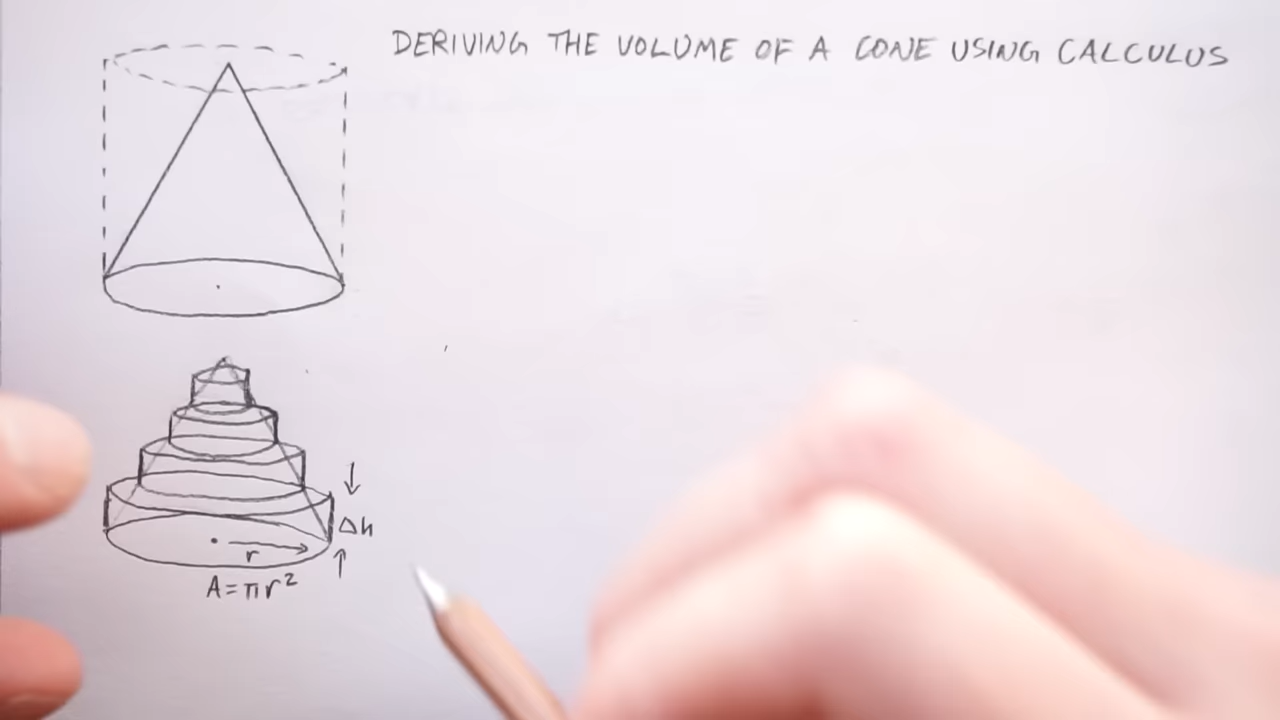 DERIVING THE VOLUME OF A CONE USING CALCULUS
Δh
r
A=πr²